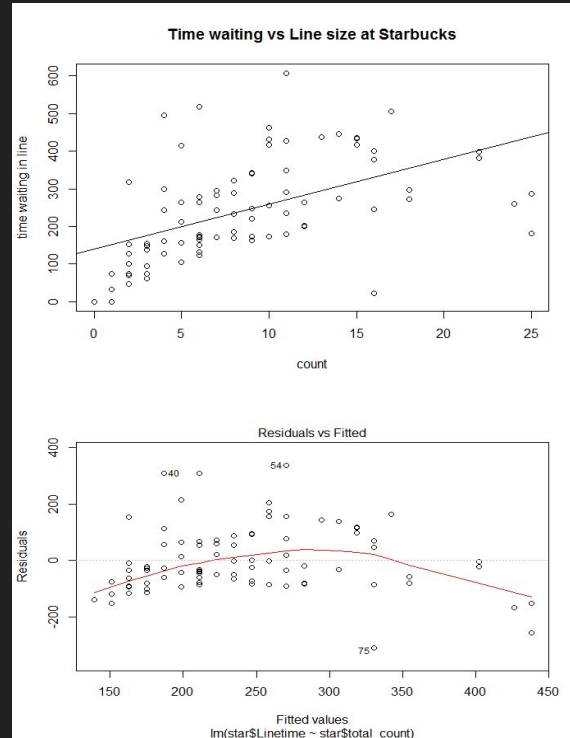 Time waiting vs Line size at Starbucks
600
500
400
300
200
100
0
time waiting in line
0 5 10 15 20 25
count
Residuals vs Fitted
400
200
0
-200
Residuals
40
54
75
150 200 250 300 350 400 450
Fitted values
lm(star$Linetime ~ star$total_count)